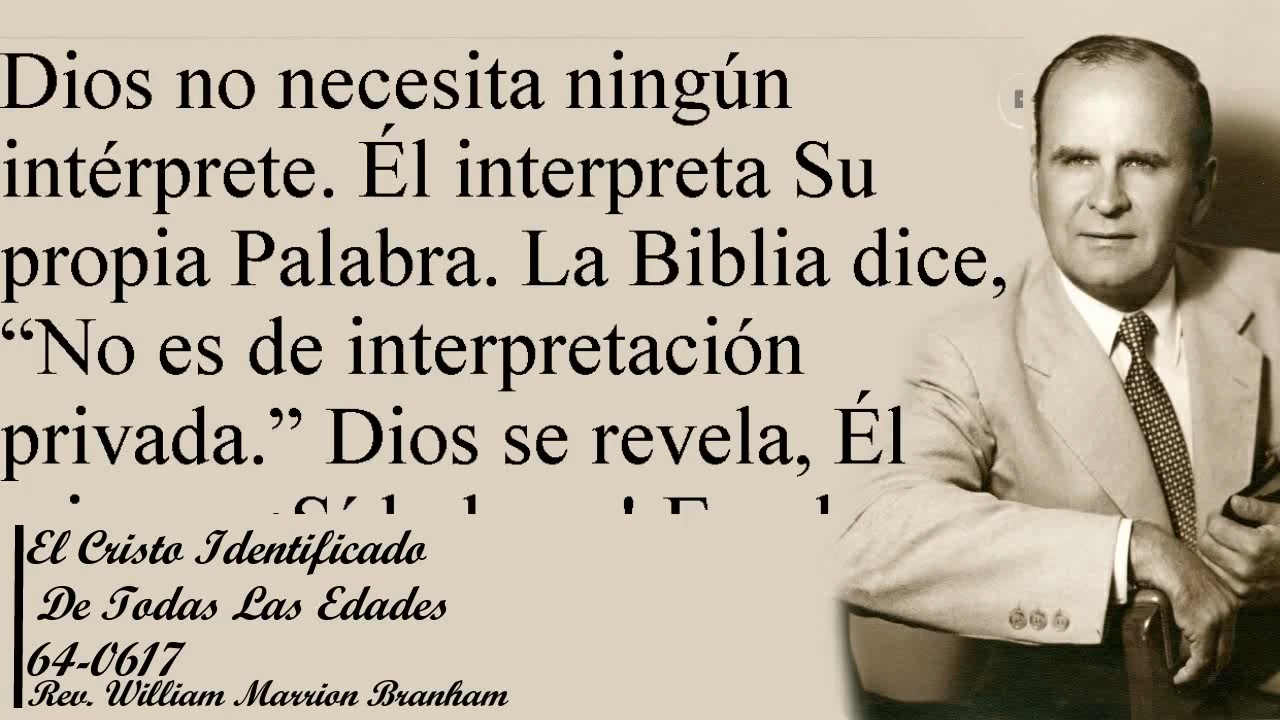 Dios no necesita ningún
intérprete. Él interpreta Su
propia Palabra. La Biblia dice,
“No es de interpretación
privada.” Dios se revela, Él
El Cristo Identificado
De Todas Las Edades
64-0617
Rev. William Marrion Branham